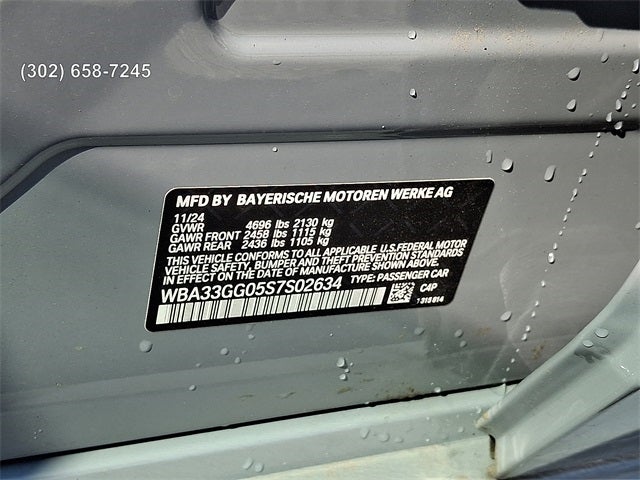 (302) 658-7245
MFD BY BAYERISCHE MOTOREN WERKE AG
11/24
GVWR 4696 lbs 2130 kg
GAWR FRONT 2458 lbs 1115 kg
GAWR REAR 2436 lbs 1105 kg
THIS VEHICLE CONFORMS TO ALL APPLICABLE U.S.FEDERAL MOTOR
VEHICLE SAFETY, BUMPER AND THEFT PREVENTION STANDARDS
IN EFFECT ON THE DATE OF MANUFACTURE SHOWN ABOVE.
WBA33GG05S7S02634 TYPE: PASSENGER CAR
C4P
1315014